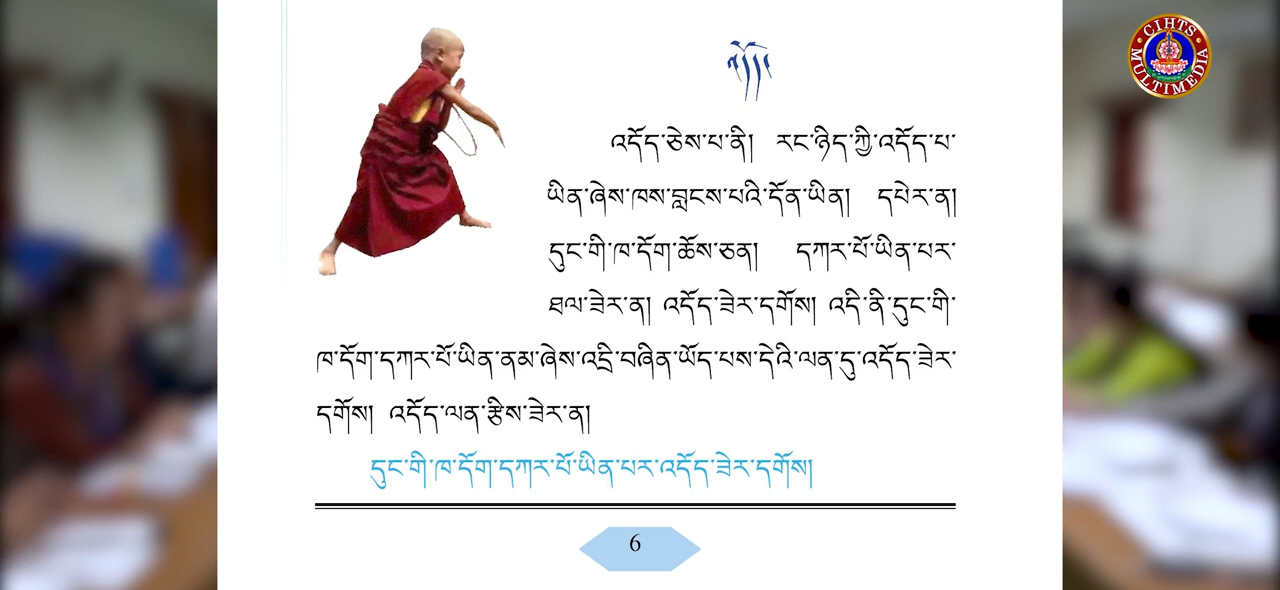 འདོད།
འདོད་ཅེས་པ་ནི། རང་ཉིད་ཀྱི་འདོད་པ་
ཡིན་ཞེས་ཁས་བླངས་པའི་དོན་ཡིན། དཔེར་ན།
དུང་གི་ཁ་དོག་ཆོས་ཅན། དཀར་པོ་ཡིན་པར་
ཐལ་ཟེར་ན། འདོད་ཟེར་དགོས། འདི་ནི་དུང་གི་
ཁ་དོག་དཀར་པོ་ཡིན་ནམ་ཞེས་འདྲི་བཞིན་ཡོད་པས་དེའི་ལན་དུ་འདོད་ཟེར་
དགོས། འདོད་ལན་རྩིས་ཟེར་ན།
དུང་གི་ཁ་དོག་དཀར་པོ་ཡིན་པར་འདོད་ཟེར་དགོས།
6
CIHTS
MULTIMEDIA